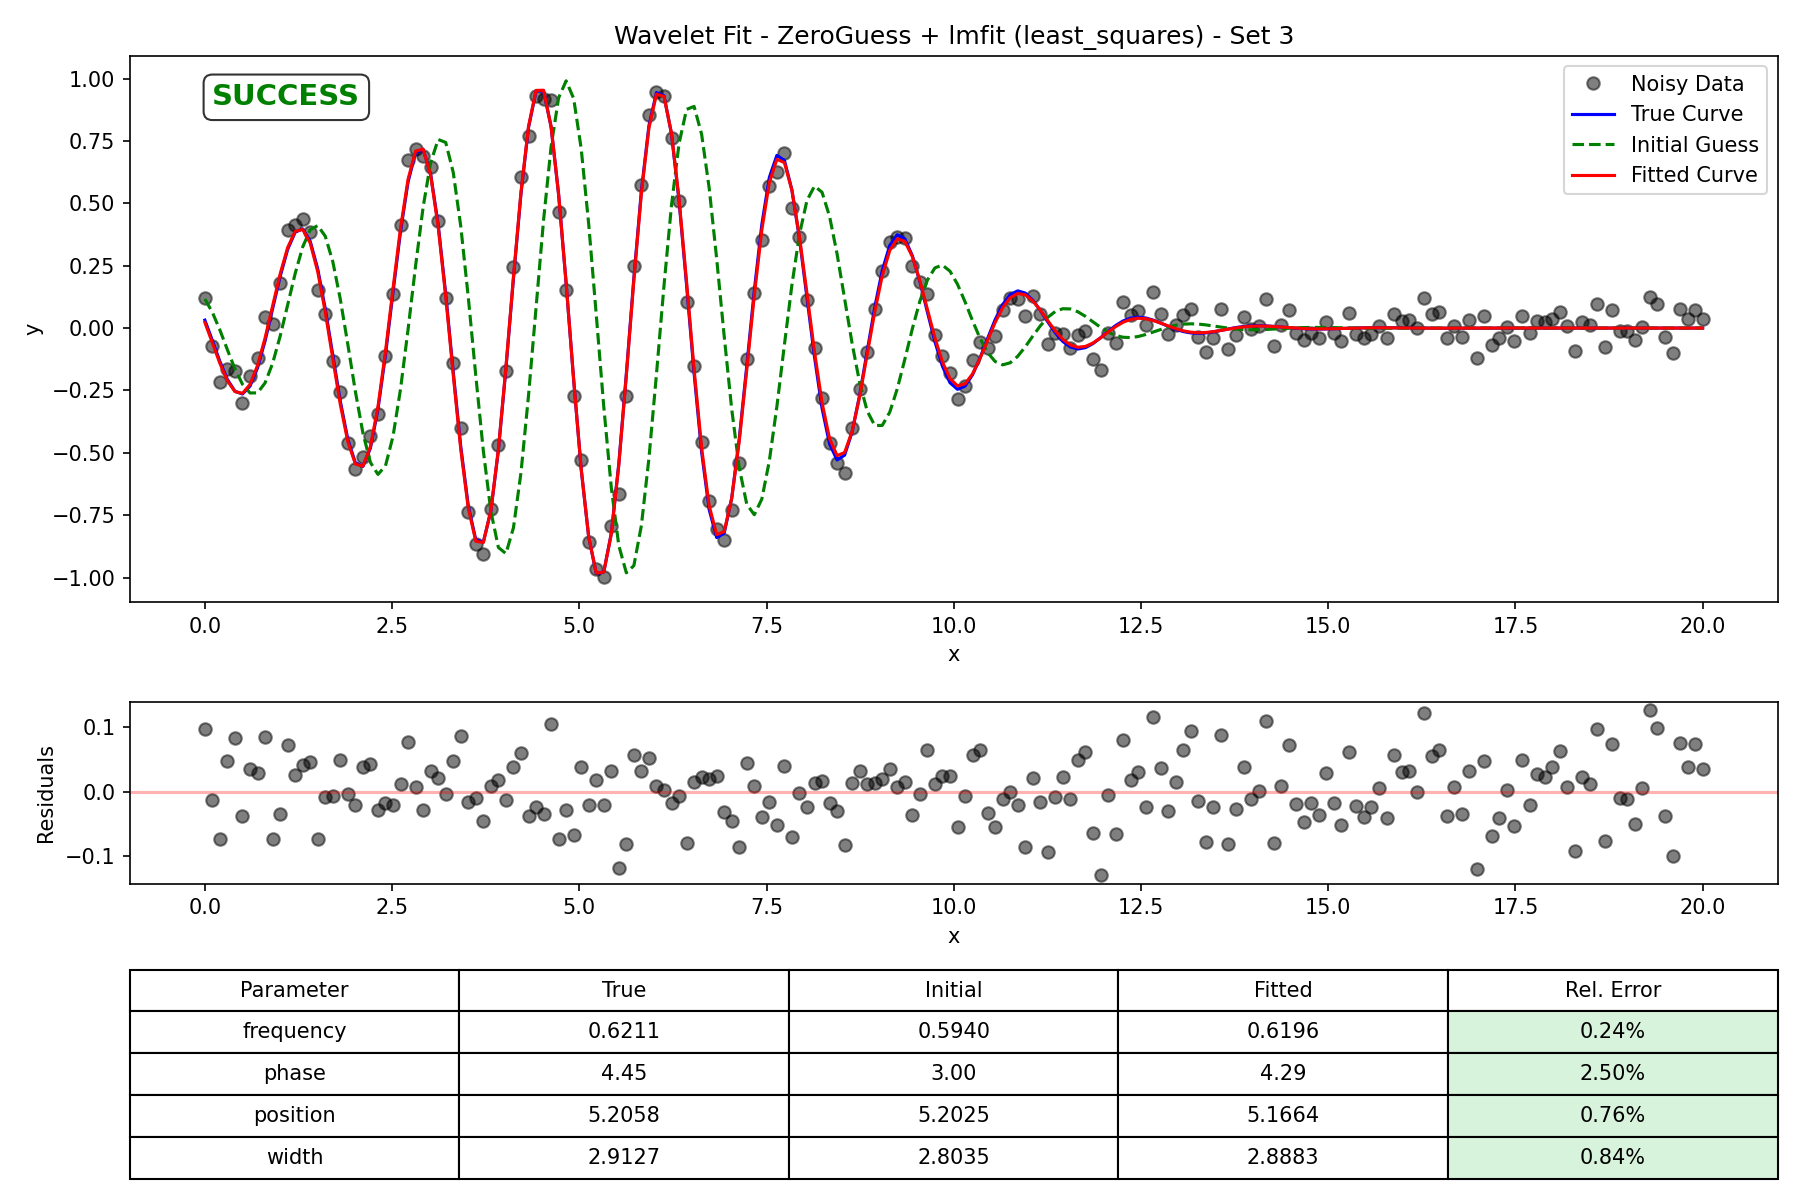 Wavelet Fit - ZeroGuess + lmfit (least_squares) - Set 3
SUCCESS
Noisy Data
True Curve
Initial Guess
Fitted Curve
y
1.00
0.75
0.50
0.25
0.00
−0.25
−0.50
−0.75
−1.00
0.0 2.5 5.0 7.5 10.0 12.5 15.0 17.5 20.0
x
Residuals
0.1
0.0
−0.1
0.0 2.5 5.0 7.5 10.0 12.5 15.0 17.5 20.0
x
Parameter True Initial Fitted Rel. Error
frequency 0.6211 0.5940 0.6196 0.24%
phase 4.45 3.00 4.29 2.50%
position 5.2058 5.2025 5.1664 0.76%
width 2.9127 2.8035 2.8883 0.84%